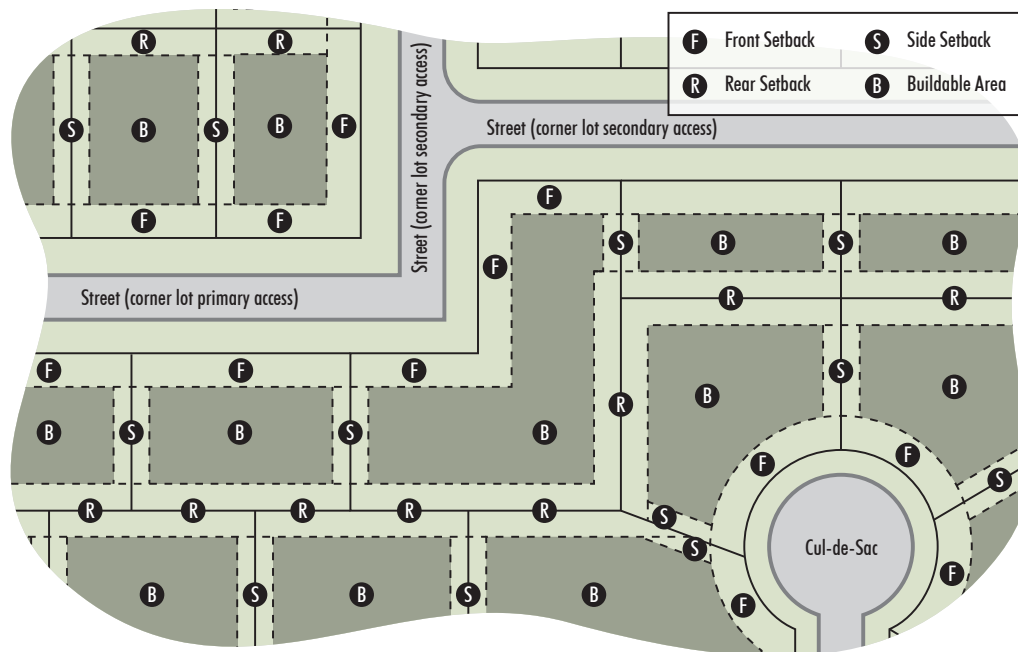 F Front Setback
S Side Setback
R Rear Setback
B Buildable Area
R R
S B S B F
F F
Street (corner lot secondary access)
Street (corner lot secondary access)
F
S B S B
F
Street (corner lot primary access)
R R
F F F
S
B R
B
B S B S B
F F
S
R R R R R
S
S
Cul-de-Sac
F
B S B S B
F